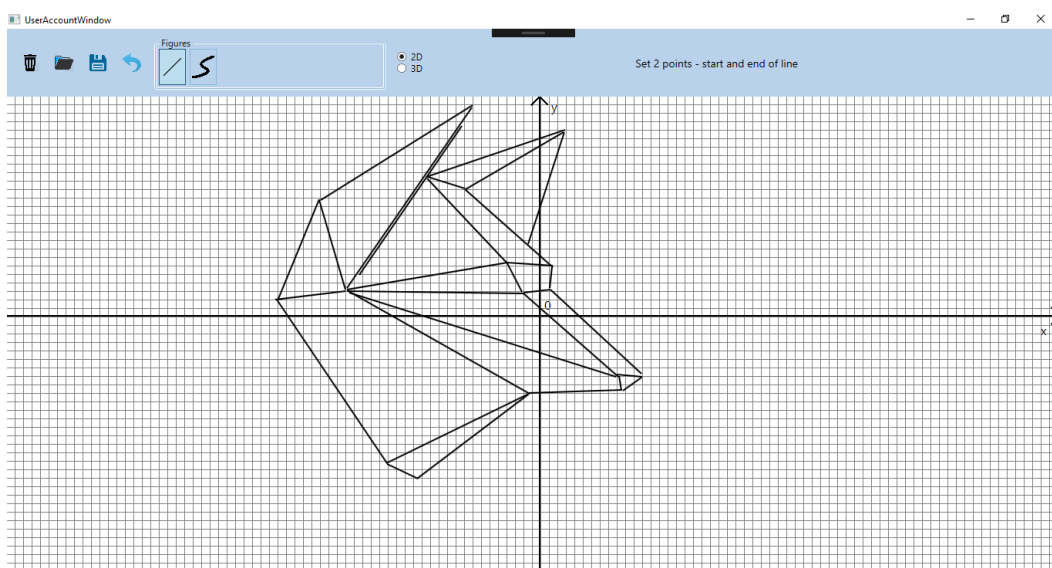 UserAccountWindow
Figures
2D
3D
Set 2 points - start and end of line
y
0
x